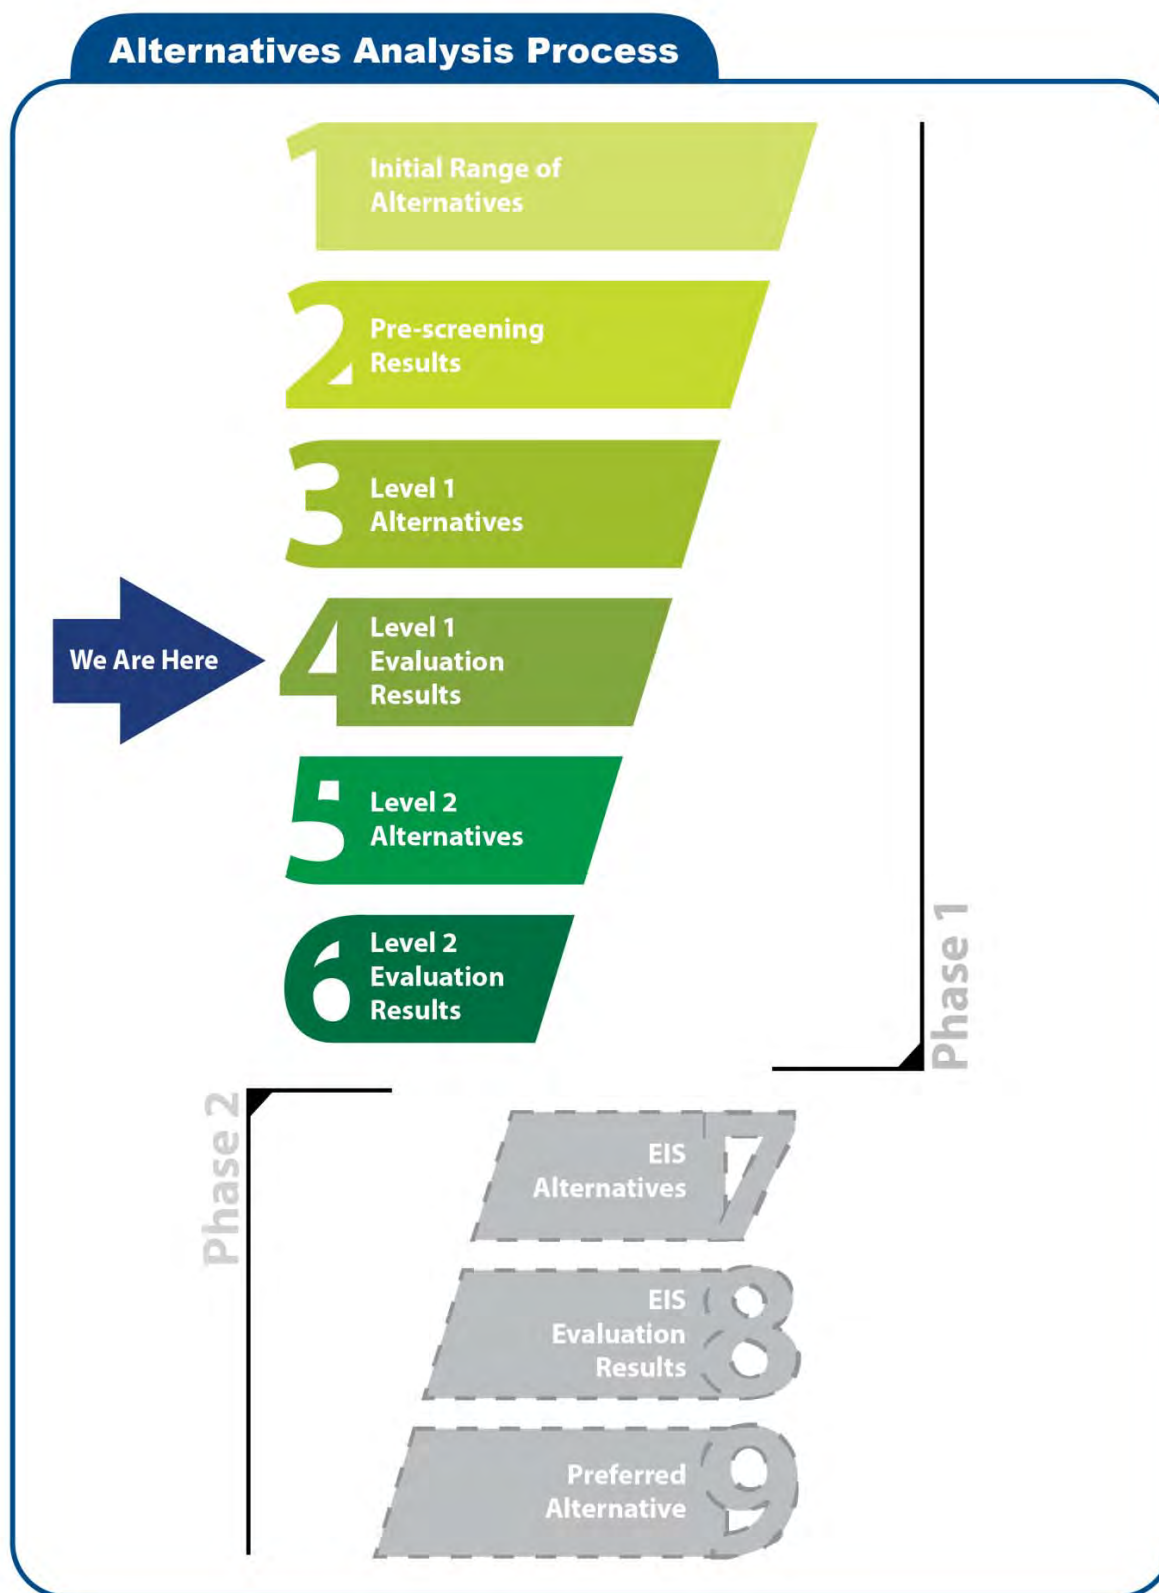 Alternatives Analysis Process
1
Initial Range of
Alternatives
2
Pre-screening
Results
3
Level 1
Alternatives
We Are Here
4
Level 1
Evaluation
Results
5
Level 2
Alternatives
6
Level 2
Evaluation
Results
Phase 1
Phase 2
EIS
Alternatives
7
EIS
Evaluation
Results
8
Preferred
Alternative
9